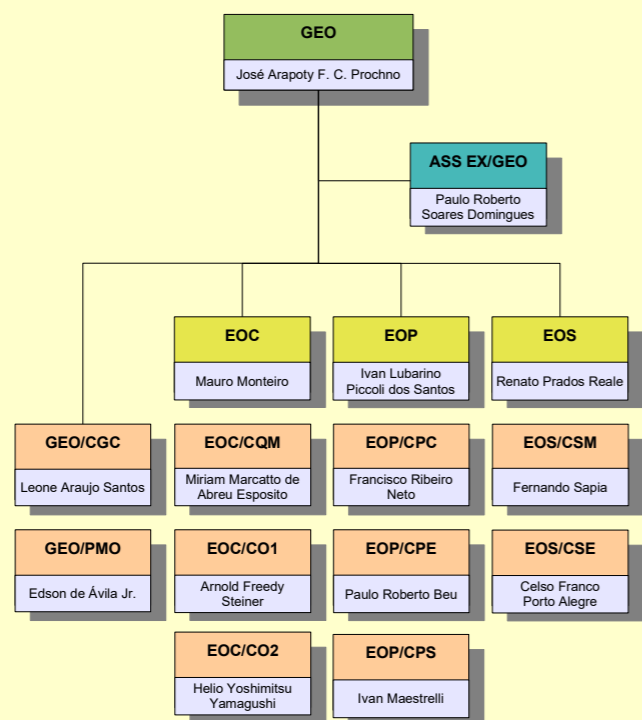 GEO
José Arapoty F. C. Prochno
ASS EX/GEO
Paulo Roberto
Soares Domingues
EOC
Mauro Monteiro
EOP
Ivan Lubarino
Piccoli dos Santos
EOS
Renato Prados Reale
GEO/CGC
Leone Araujo Santos
EOC/CQM
Miriam Marcatto de
Abreu Esposito
EOP/CPC
Francisco Ribeiro
Neto
EOS/CSM
Fernando Sapia
GEO/PMO
Edson de Ávila Jr.
EOC/CO1
Arnold Freedy
Steiner
EOP/CPE
Paulo Roberto Beu
EOS/CSE
Celso Franco
Porto Alegre
EOC/CO2
Helio Yoshimitsu
Yamagushi
EOP/CPS
Ivan Maestrelli